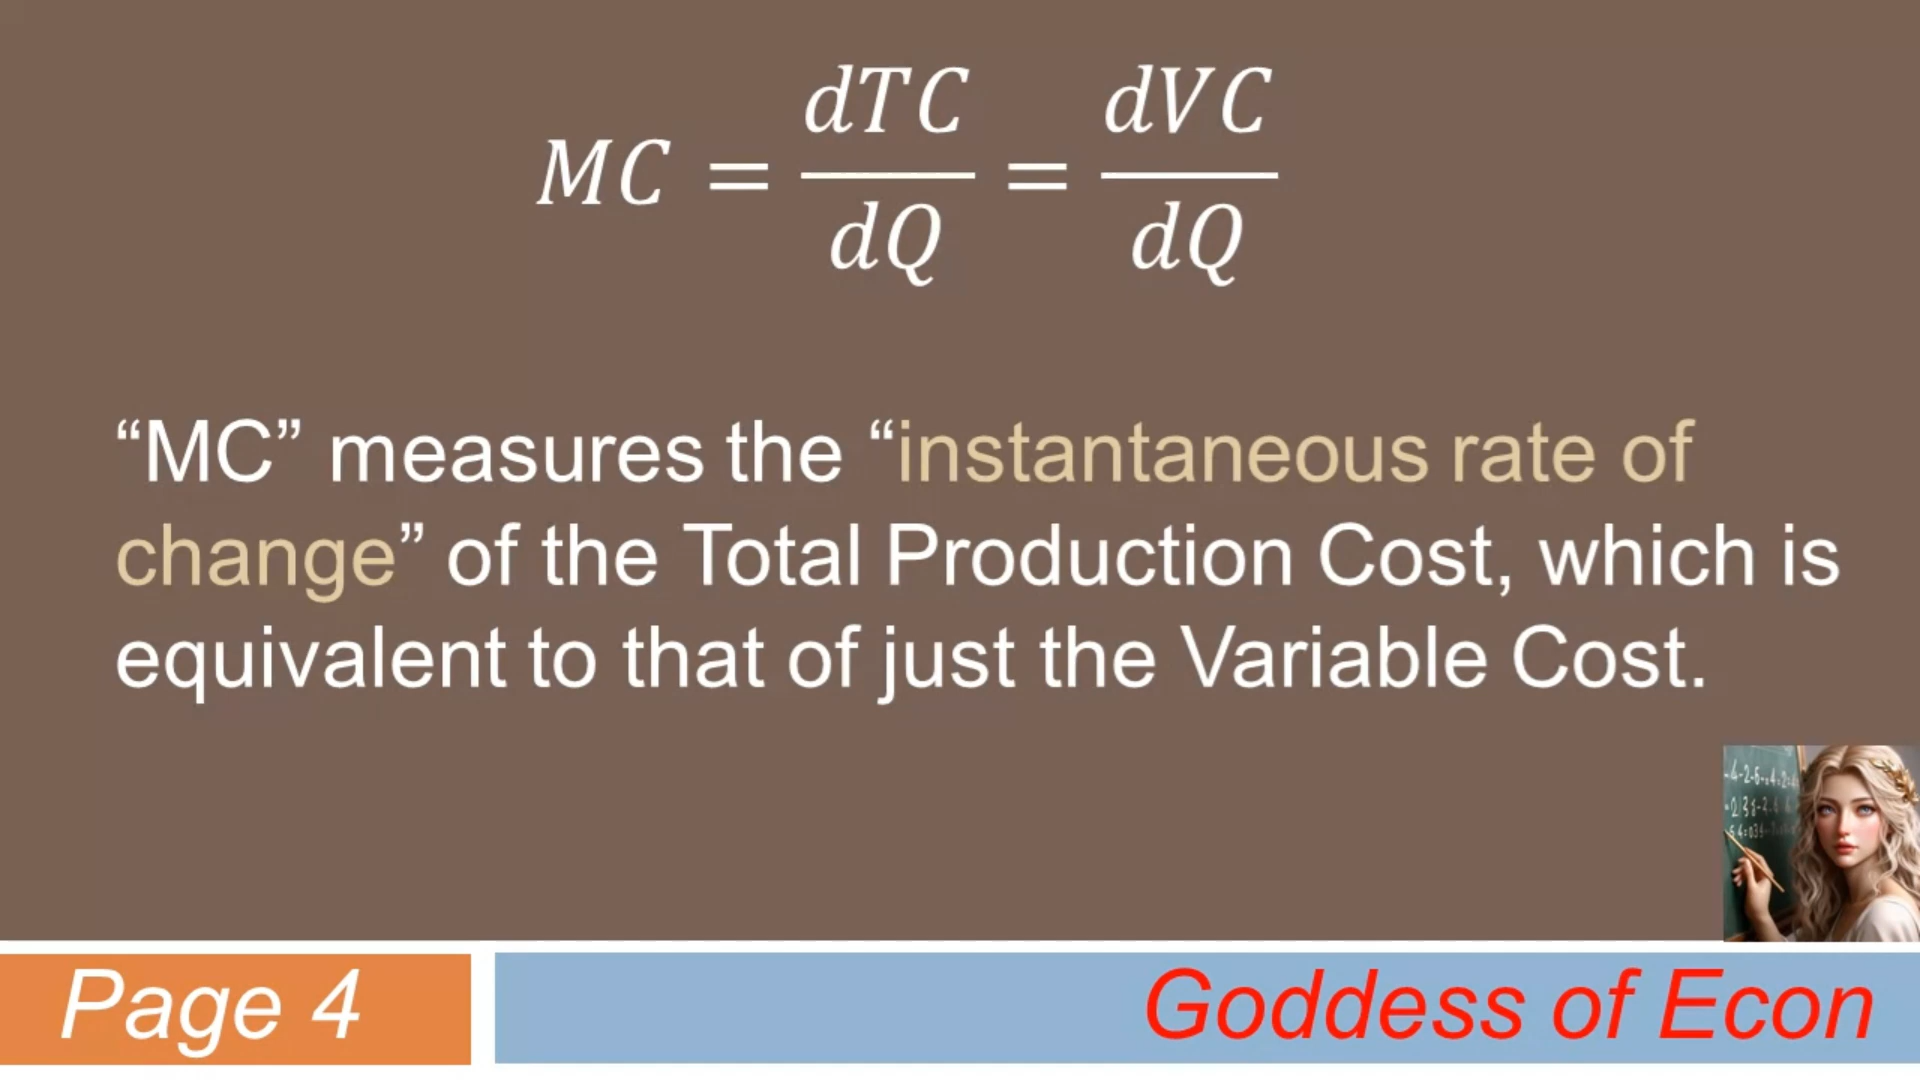 MC = dTC/dQ = dVC/dQ
“MC” measures the “instantaneous rate of
change” of the Total Production Cost, which is
equivalent to that of just the Variable Cost.
Page 4
Goddess of Econ